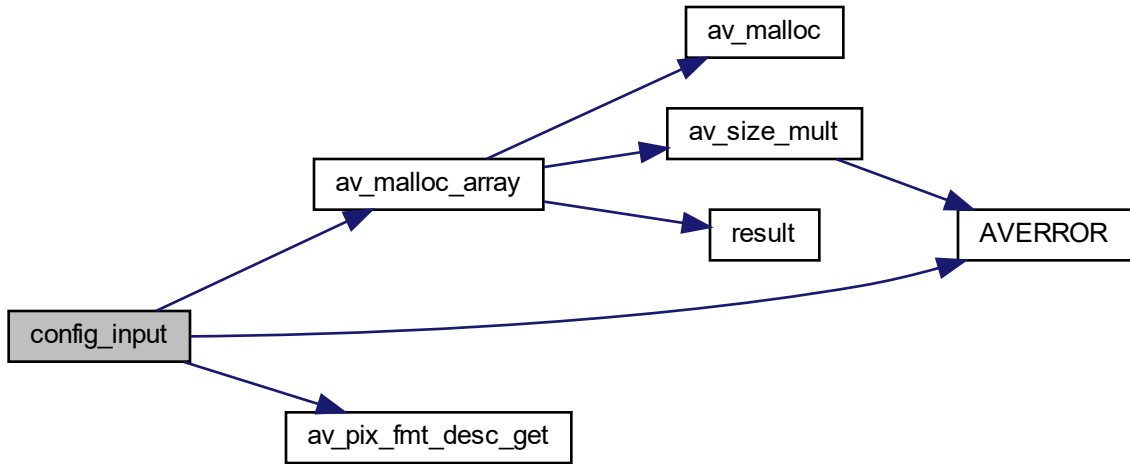 av_malloc
av_size_mult
av_malloc_array
result
AVERROR
config_input
av_pix_fmt_desc_get